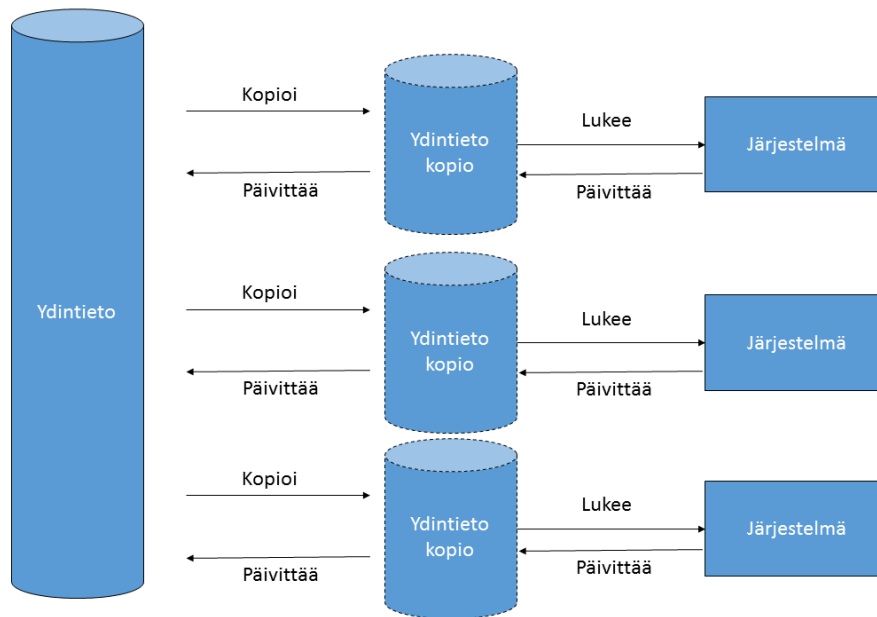 Ydintieto
Kopioi
Päivittää
Ydintieto
kopio
Lukee
Päivittää
Järjestelmä
Kopioi
Päivittää
Ydintieto
kopio
Lukee
Päivittää
Järjestelmä
Kopioi
Päivittää
Ydintieto
kopio
Lukee
Päivittää
Järjestelmä